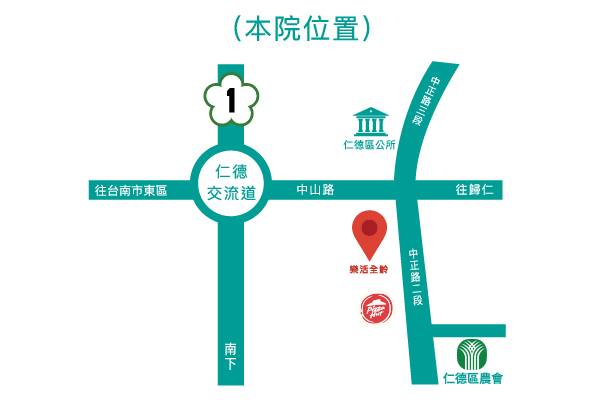 (本院位置)
1
中正路三段
仁德區公所
仁德
交流道
往台南市東區
中山路
往歸仁
樂活全齡
中正路二段
Pizza
Hut
南下
仁德區農會